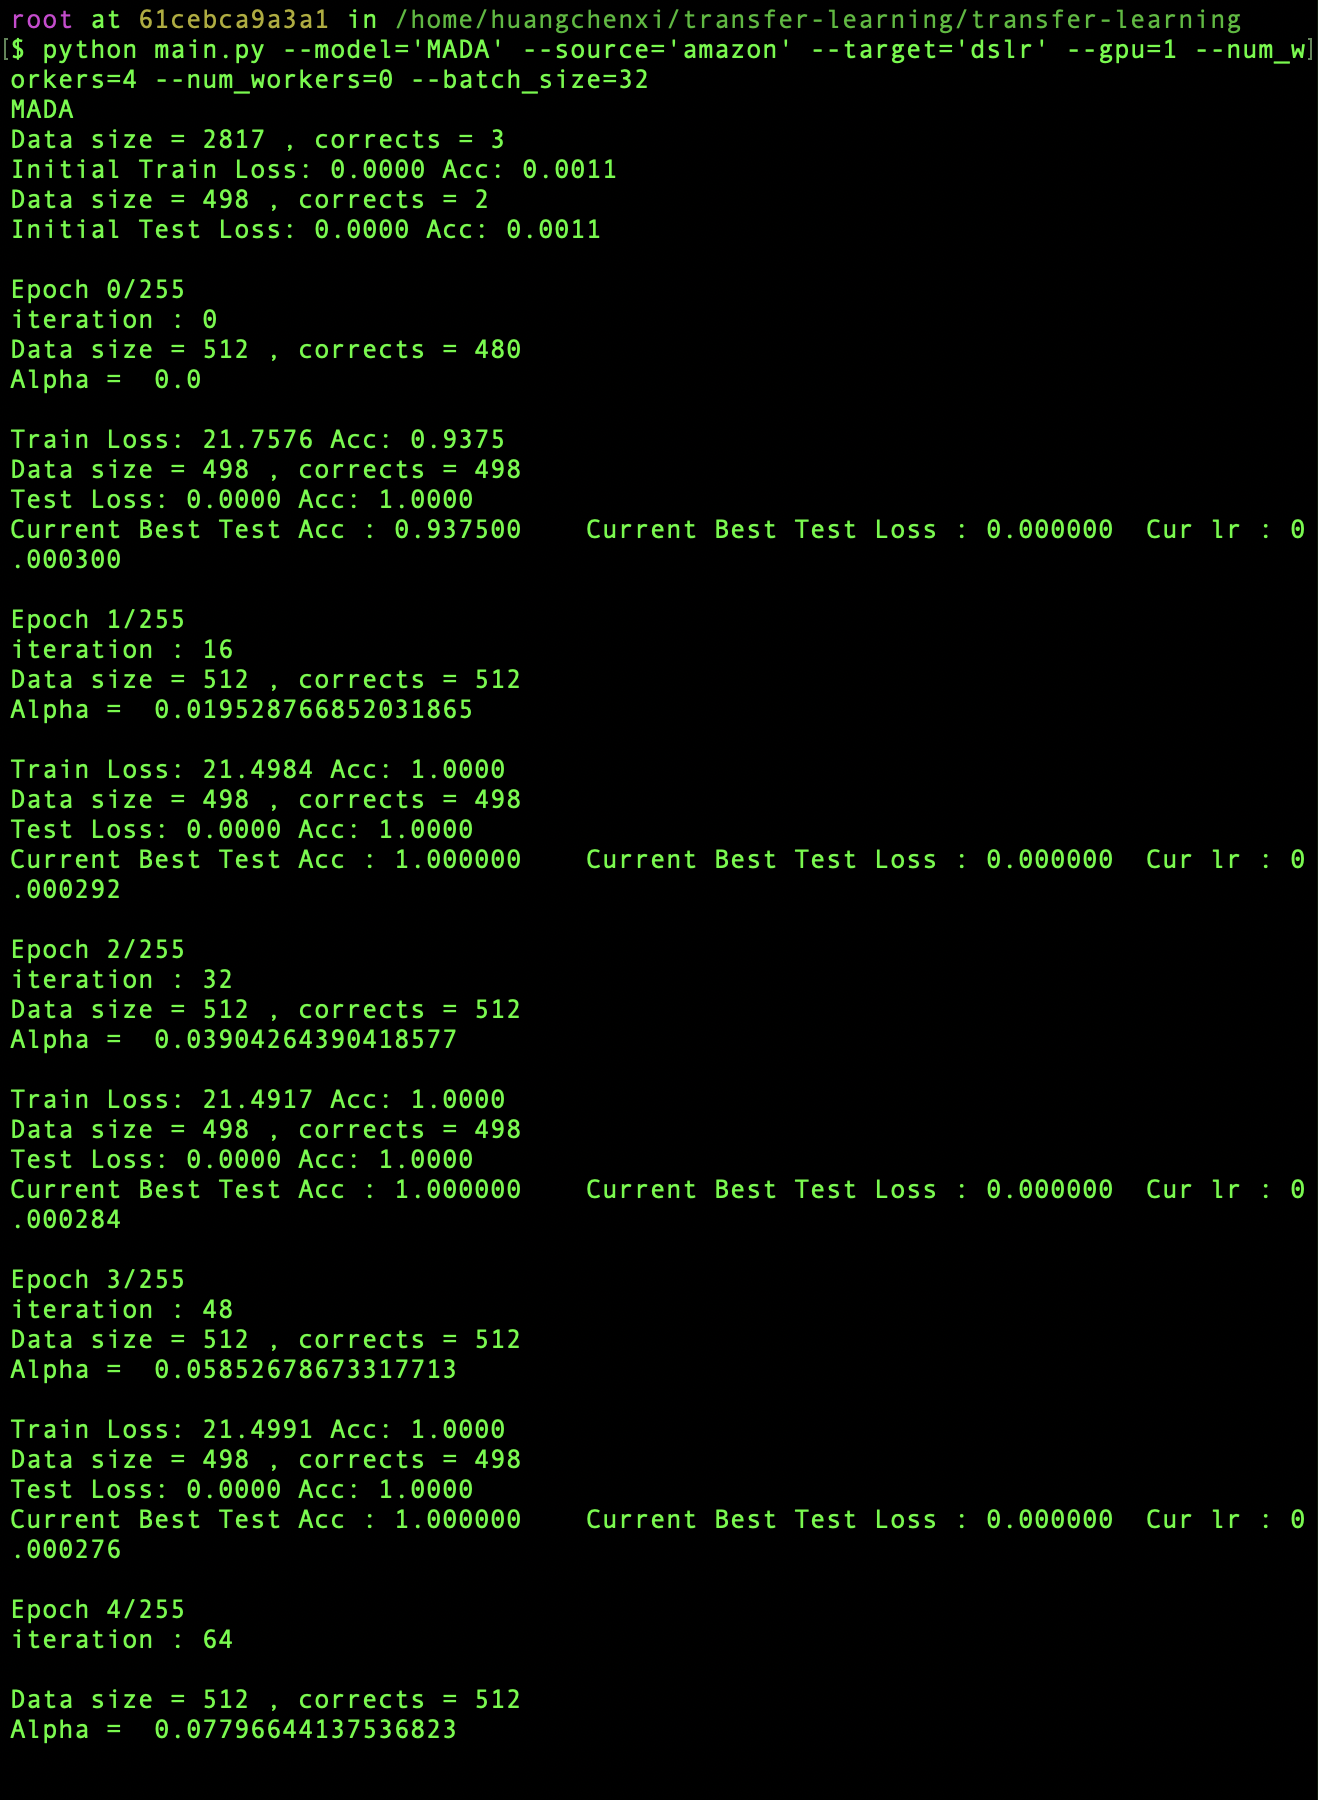 root at 61cebca9a3a1 in /home/huangchenxi/transfer-learning/transfer-learning
[$ python main.py --model='MADA' --source='amazon' --target='dslr' --gpu=1 --num_w]
orkers=4 --num_workers=0 --batch_size=32
MADA
Data size = 2817 , corrects = 3
Initial Train Loss: 0.0000 Acc: 0.0011
Data size = 498 , corrects = 2
Initial Test Loss: 0.0000 Acc: 0.0011

Epoch 0/255
iteration : 0
Data size = 512 , corrects = 480
Alpha =  0.0

Train Loss: 21.7576 Acc: 0.9375
Data size = 498 , corrects = 498
Test Loss: 0.0000 Acc: 1.0000
Current Best Test Acc : 0.937500    Current Best Test Loss : 0.000000  Cur lr : 0
.000300

Epoch 1/255
iteration : 16
Data size = 512 , corrects = 512
Alpha =  0.019528766852031865

Train Loss: 21.4984 Acc: 1.0000
Data size = 498 , corrects = 498
Test Loss: 0.0000 Acc: 1.0000
Current Best Test Acc : 1.000000    Current Best Test Loss : 0.000000  Cur lr : 0
.000292

Epoch 2/255
iteration : 32
Data size = 512 , corrects = 512
Alpha =  0.03904264390418577

Train Loss: 21.4917 Acc: 1.0000
Data size = 498 , corrects = 498
Test Loss: 0.0000 Acc: 1.0000
Current Best Test Acc : 1.000000    Current Best Test Loss : 0.000000  Cur lr : 0
.000284

Epoch 3/255
iteration : 48
Data size = 512 , corrects = 512
Alpha =  0.05852678673317713

Train Loss: 21.4991 Acc: 1.0000
Data size = 498 , corrects = 498
Test Loss: 0.0000 Acc: 1.0000
Current Best Test Acc : 1.000000    Current Best Test Loss : 0.000000  Cur lr : 0
.000276

Epoch 4/255
iteration : 64

Data size = 512 , corrects = 512
Alpha =  0.07796644137536823